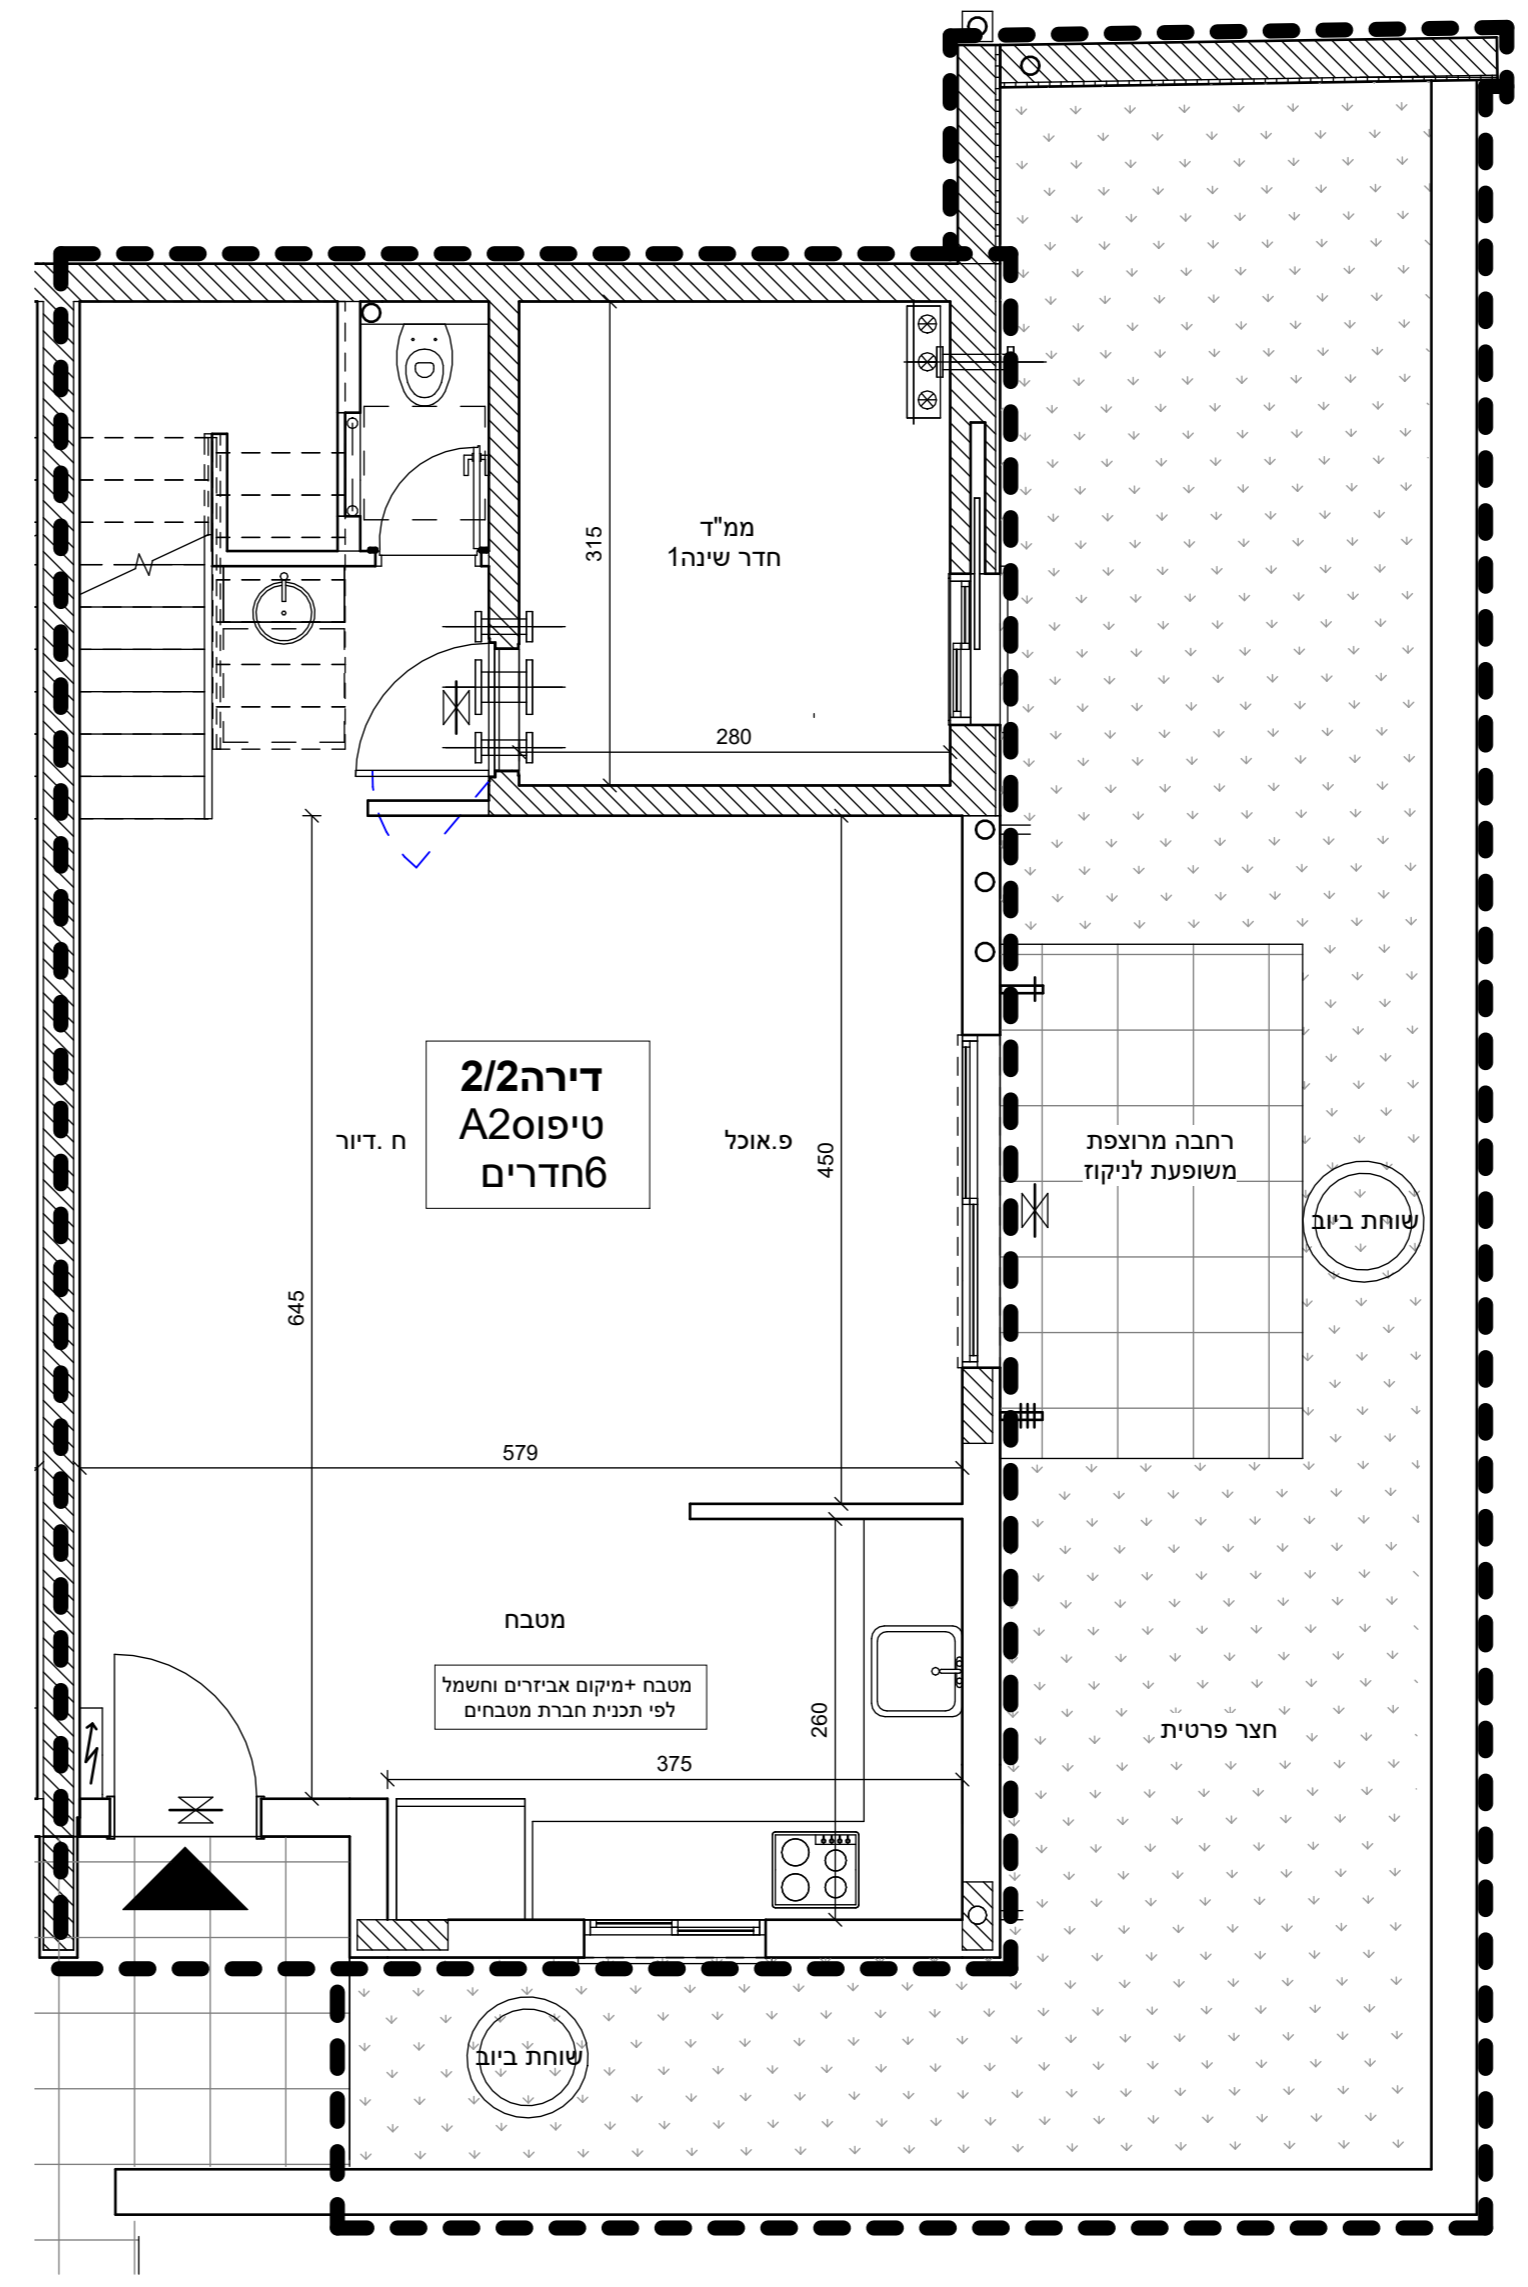 ממ"ד
חדר שינה1
315
280
דירה2/2
טיפוסA2
6חדרים
ח .דיור
פ.אוכל
450
רחבה מרוצפת
משופעת לניקוז
שוחת ביוב
645
579
מטבח
מטבח +מיקום אביזרים וחשמל
לפי תכנית חברת מטבחים
260
375
חצר פרטית
שוחת ביוב